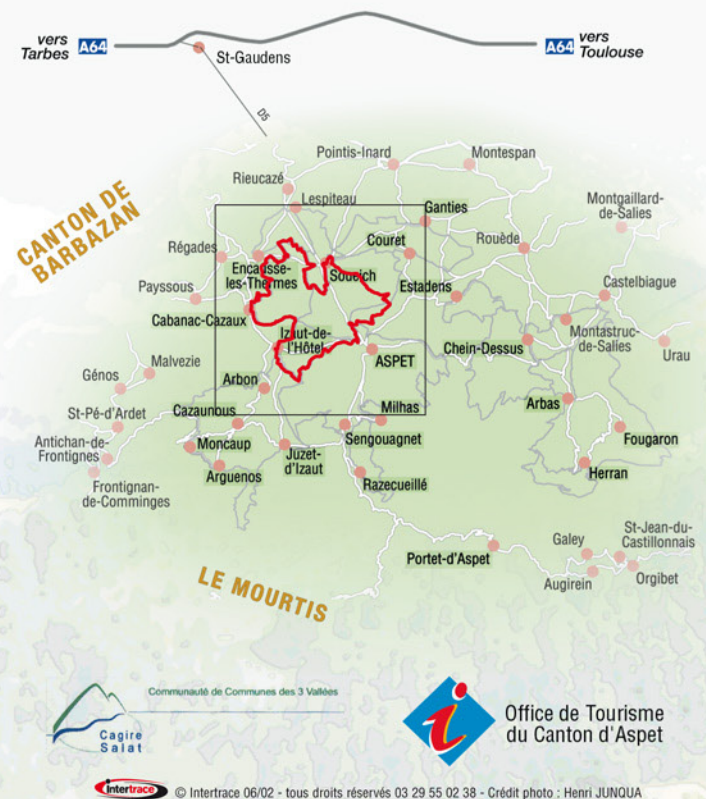 vers
Tarbes
A64
St-Gaudens
A64
vers
Toulouse
D5
CANTON DE
BARBAZAN
Pointis-Inard
Montespan
Rieucazé
Lespiteau
Ganties
Montgaillard-
de-Salies
Régades
Encausse-
les-Thermes
Soueich
Couret
Rouède
Payssous
Estadens
Castelbiague
Cabanac-Cazaux
Izaut-de-
l'Hôtel
Montastruc-
de-Salies
ASPET
Chein-Dessus
Urau
Malvezie
Génos
Arbon
Arbas
St-Pé-d'Ardet
Cazaunous
Milhas
Sengouagnet
Fougaron
Antichan-de-
Frontignes
Moncaup
Juzet-
d'Izaut
Arguenos
Razecueillé
Herran
Frontignan-
de-Comminges
Portet-d'Aspet
Galey
St-Jean-du-
Castillonnais
Augirein
Orgibet
LE MOURTIS
Communauté de Communes des 3 Vallées
Cagire
Salat
i
Office de Tourisme
du Canton d'Aspet
intertrace
© Intertrace 06/02 - tous droits réservés 03 29 55 02 38 - Crédit photo : Henri JUNQUA